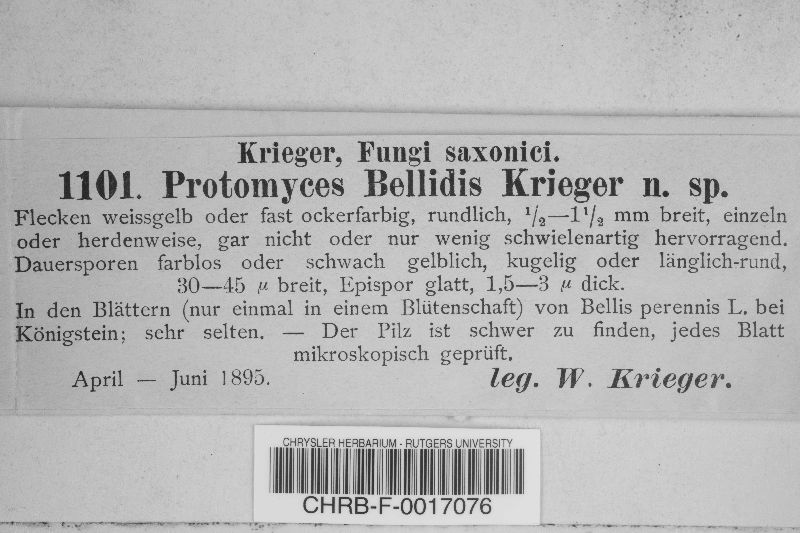 Krieger, Fungi saxonici.
1101. Protomyces Bellidis Krieger n. sp.
Flecken weissgelb oder fast ockerfarbig, rundlich, ¹/₂—1¹/₂ mm breit, einzeln
oder herdenweise, gar nicht oder nur wenig schwielenartig hervorragend.
Dauersporen farblos oder schwach gelblich, kugelig oder länglich-rund,
30—45 µ breit, Epispor glatt, 1,5—3 µ dick.
In den Blättern (nur einmal in einem Blütenschaft) von Bellis perennis L. bei
Königstein; sehr selten. — Der Pilz ist schwer zu finden, jedes Blatt
mikroskopisch geprüft.
April — Juni 1895. leg. W. Krieger.
CHRYSLER HERBARIUM - RUTGERS UNIVERSITY
CHRB-F-0017076